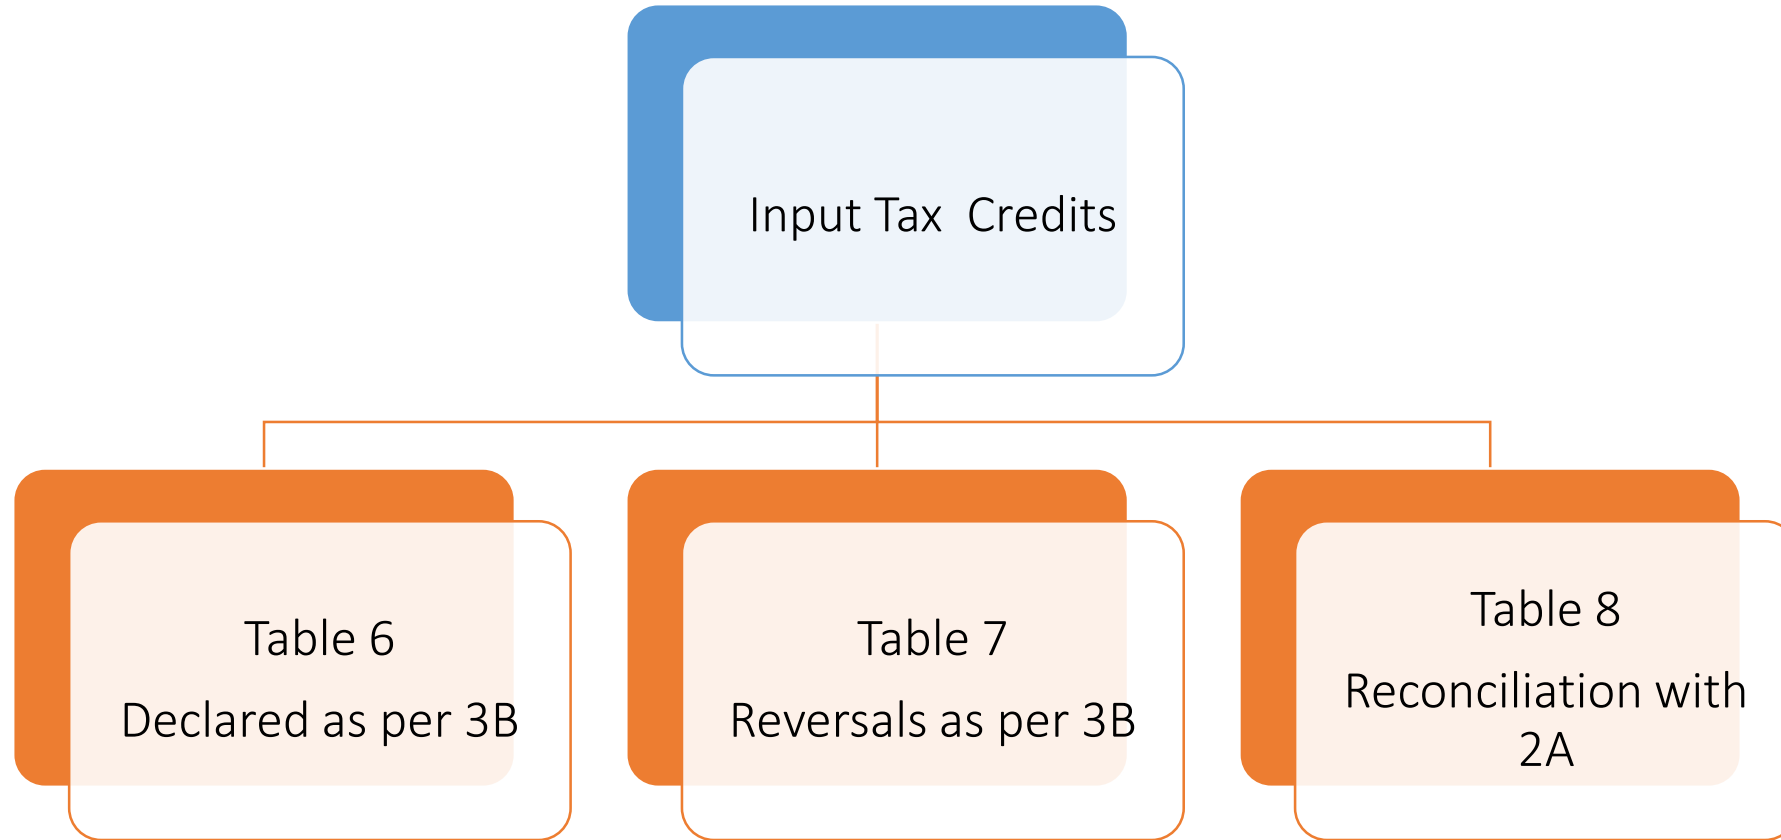 Input Tax  Credits
Table 6
Declared as per 3B
Table 7
Reversals as per 3B
Table 8
Reconciliation with
2A